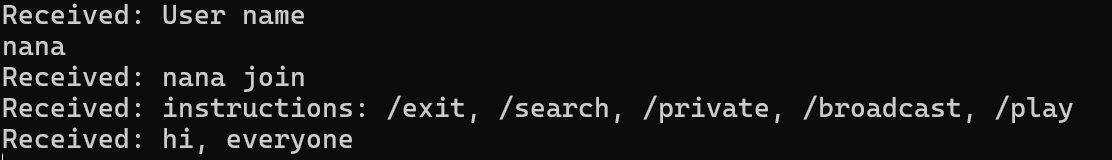 Received: User name
nana
Received: nana join
Received: instructions: /exit, /search, /private, /broadcast, /play
Received: hi, everyone